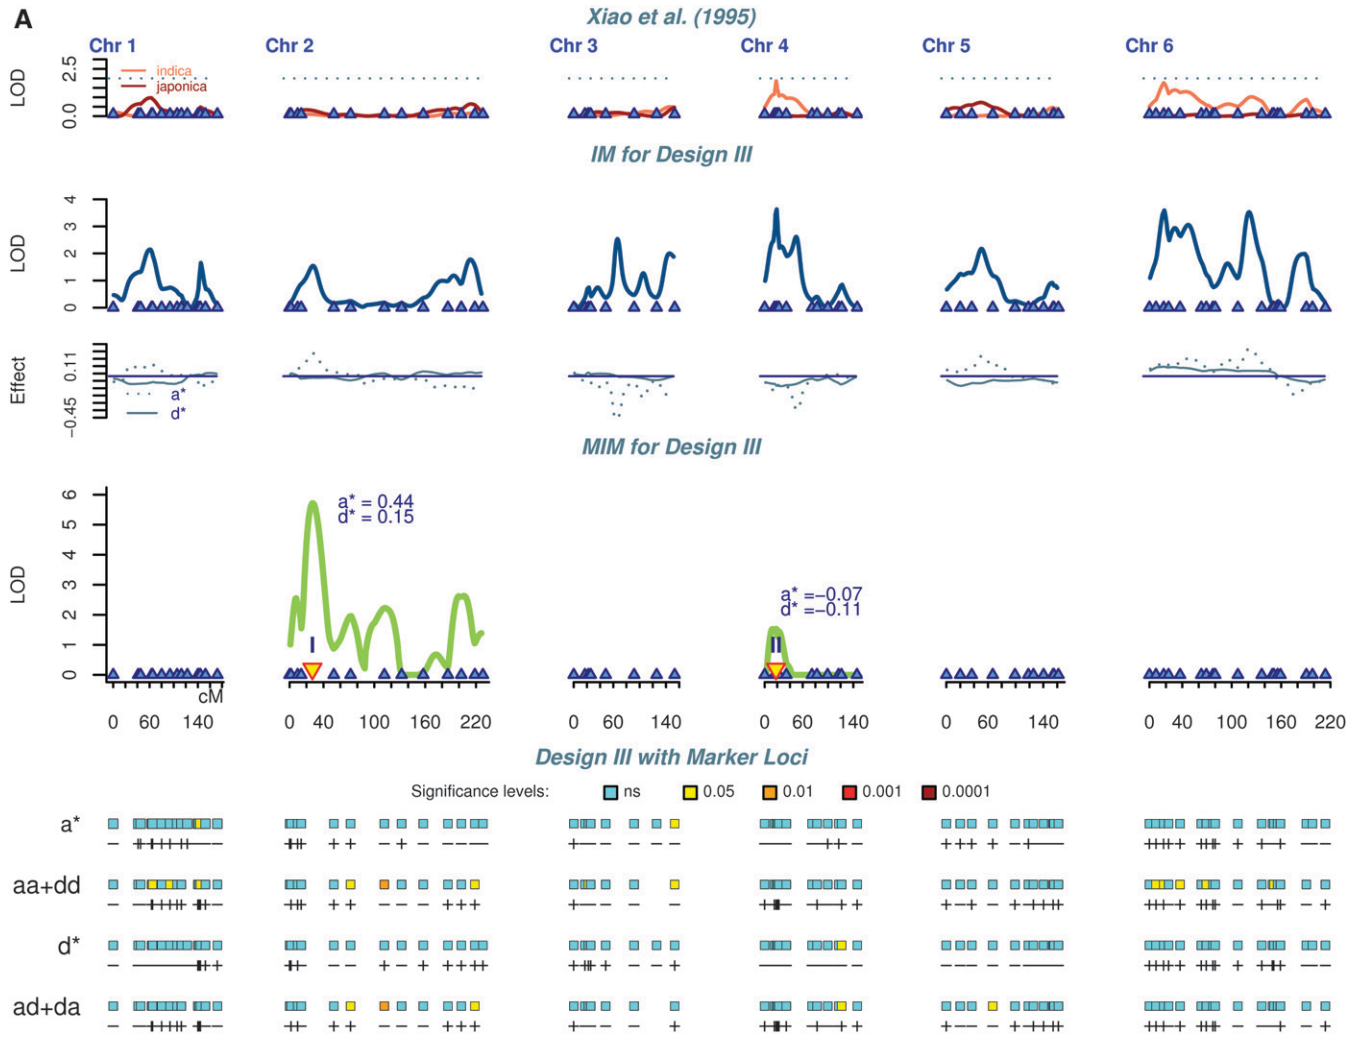 A
Xiao et al. (1995)
Chr 1 Chr 2 Chr 3 Chr 4 Chr 5 Chr 6
LOD
2.5
0.0
indica
japonica
IM for Design III
LOD
4
3
2
1
0
Effect
0.11
−0.45
a*
d*
MIM for Design III
LOD
6
5
4
3
2
1
0
a* = 0.44
d* = 0.15
I
a* =−0.07
d* =−0.11
II
cM
0 60 140 0 40 100 160 220 0 60 140 0 60 140 0 60 140 0 40 100 160 220
Design III with Marker Loci
Significance levels: ns 0.05 0.01 0.001 0.0001
a*
aa+dd
d*
ad+da